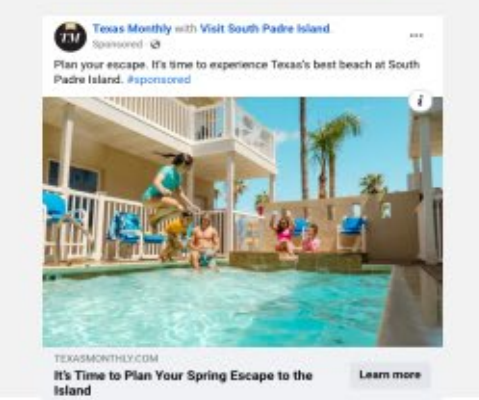 TM
Texas Monthly with Visit South Padre Island
Sponsored ·
Plan your escape. It's time to experience Texas's best beach at South
Padre Island. #sponsored
i
TEXASMONTHLY.COM
It's Time to Plan Your Spring Escape to the
Island
Learn more